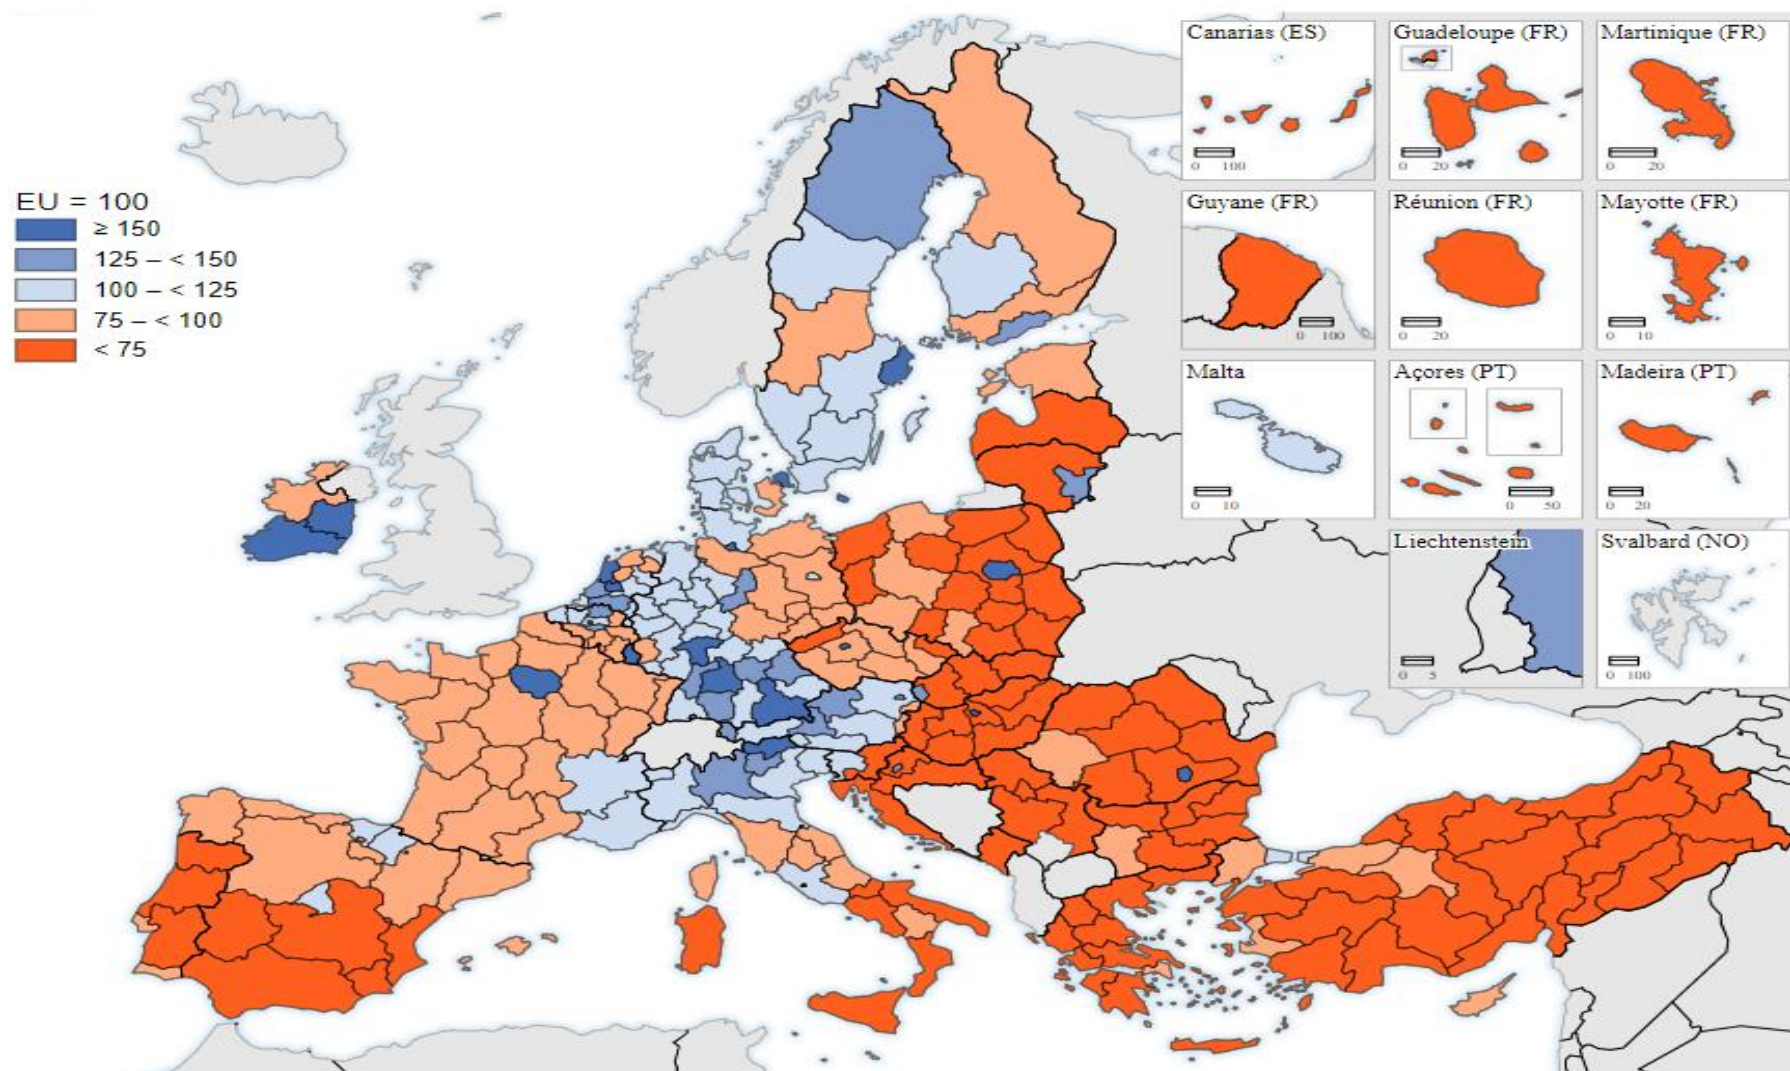 EU = 100
≥ 150
125 – < 150
100 – < 125
75 – < 100
< 75
Canarias (ES)
0 100
Guadeloupe (FR)
0 20
Martinique (FR)
0 20
Guyane (FR)
0 100
Réunion (FR)
0 20
Mayotte (FR)
0 10
Malta
0 10
Açores (PT)
0 50
Madeira (PT)
0 20
Liechtenstein
0 5
Svalbard (NO)
0 100